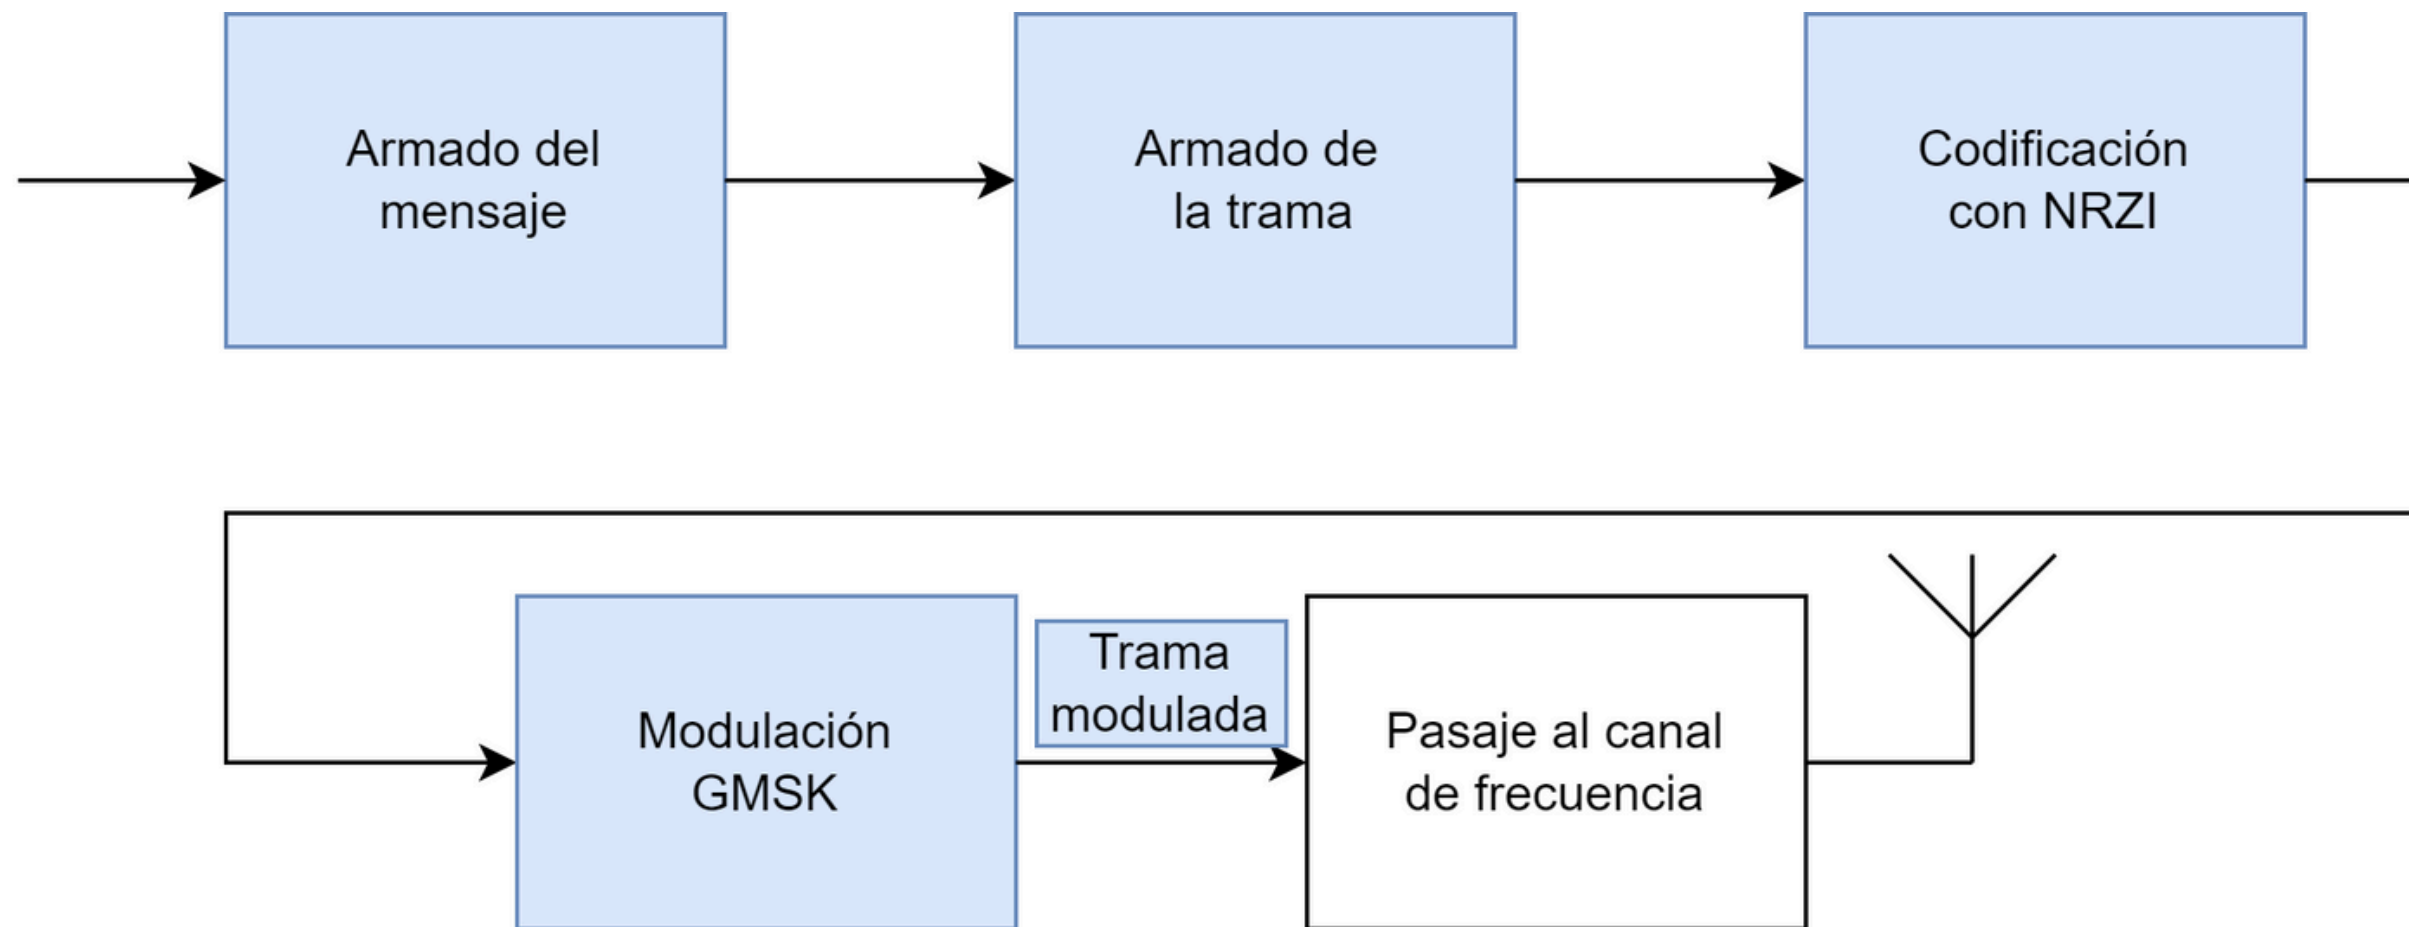 Armado del
mensaje
Armado de
la trama
Codificación
con NRZI
Modulación
GMSK
Trama
modulada
Pasaje al canal
de frecuencia